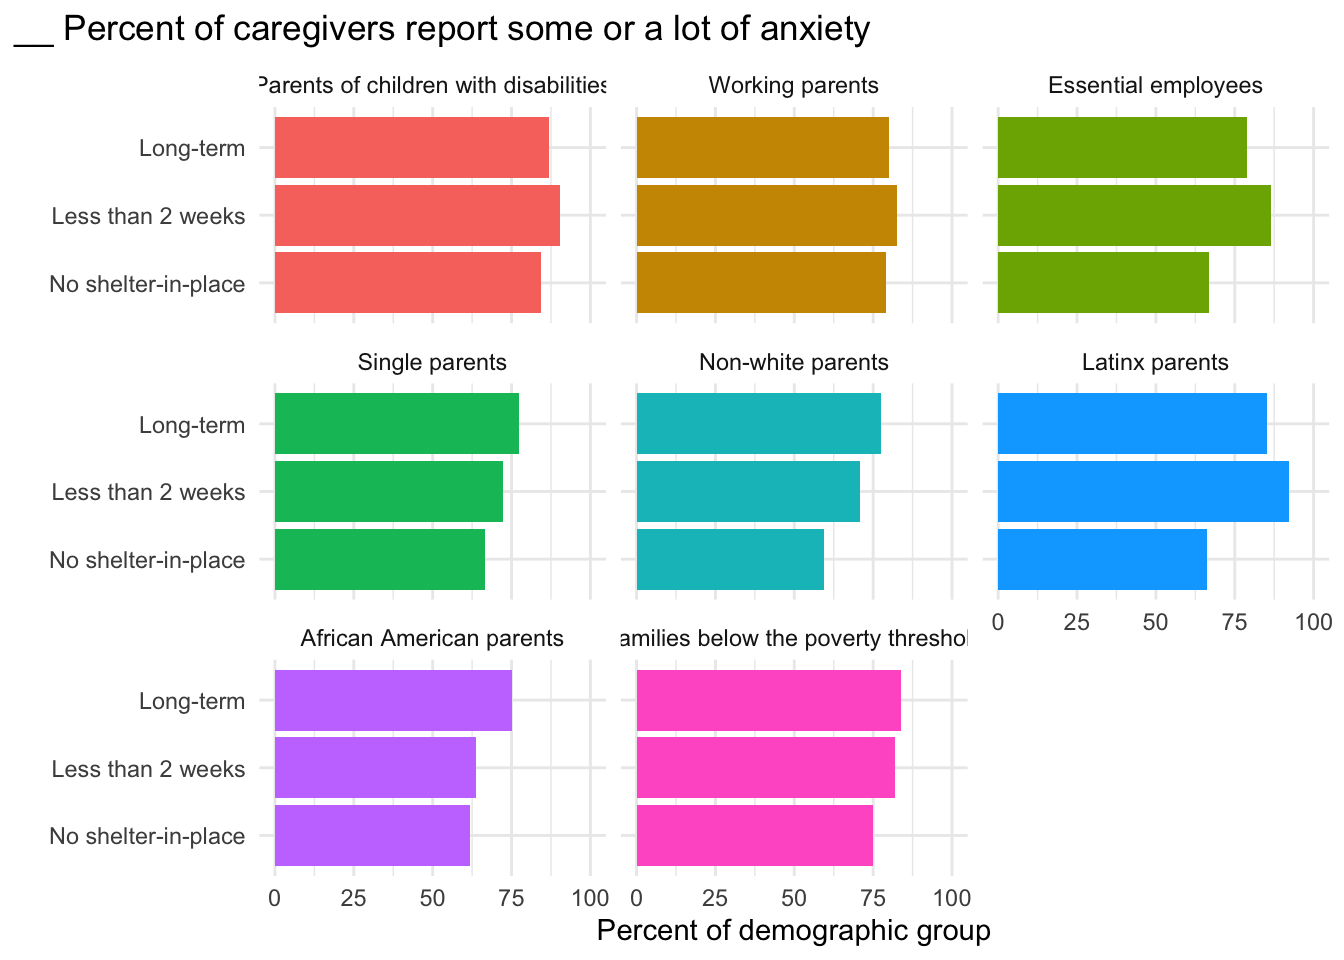 __ Percent of caregivers report some or a lot of anxiety
Parents of children with disabilities
Working parents
Essential employees
Long-term
Less than 2 weeks
No shelter-in-place
Single parents
Non-white parents
Latinx parents
Long-term
Less than 2 weeks
No shelter-in-place
0 25 50 75 100
African American parents
amilies below the poverty threshol
Long-term
Less than 2 weeks
No shelter-in-place
0 25 50 75 100
0 25 50 75 100
Percent of demographic group